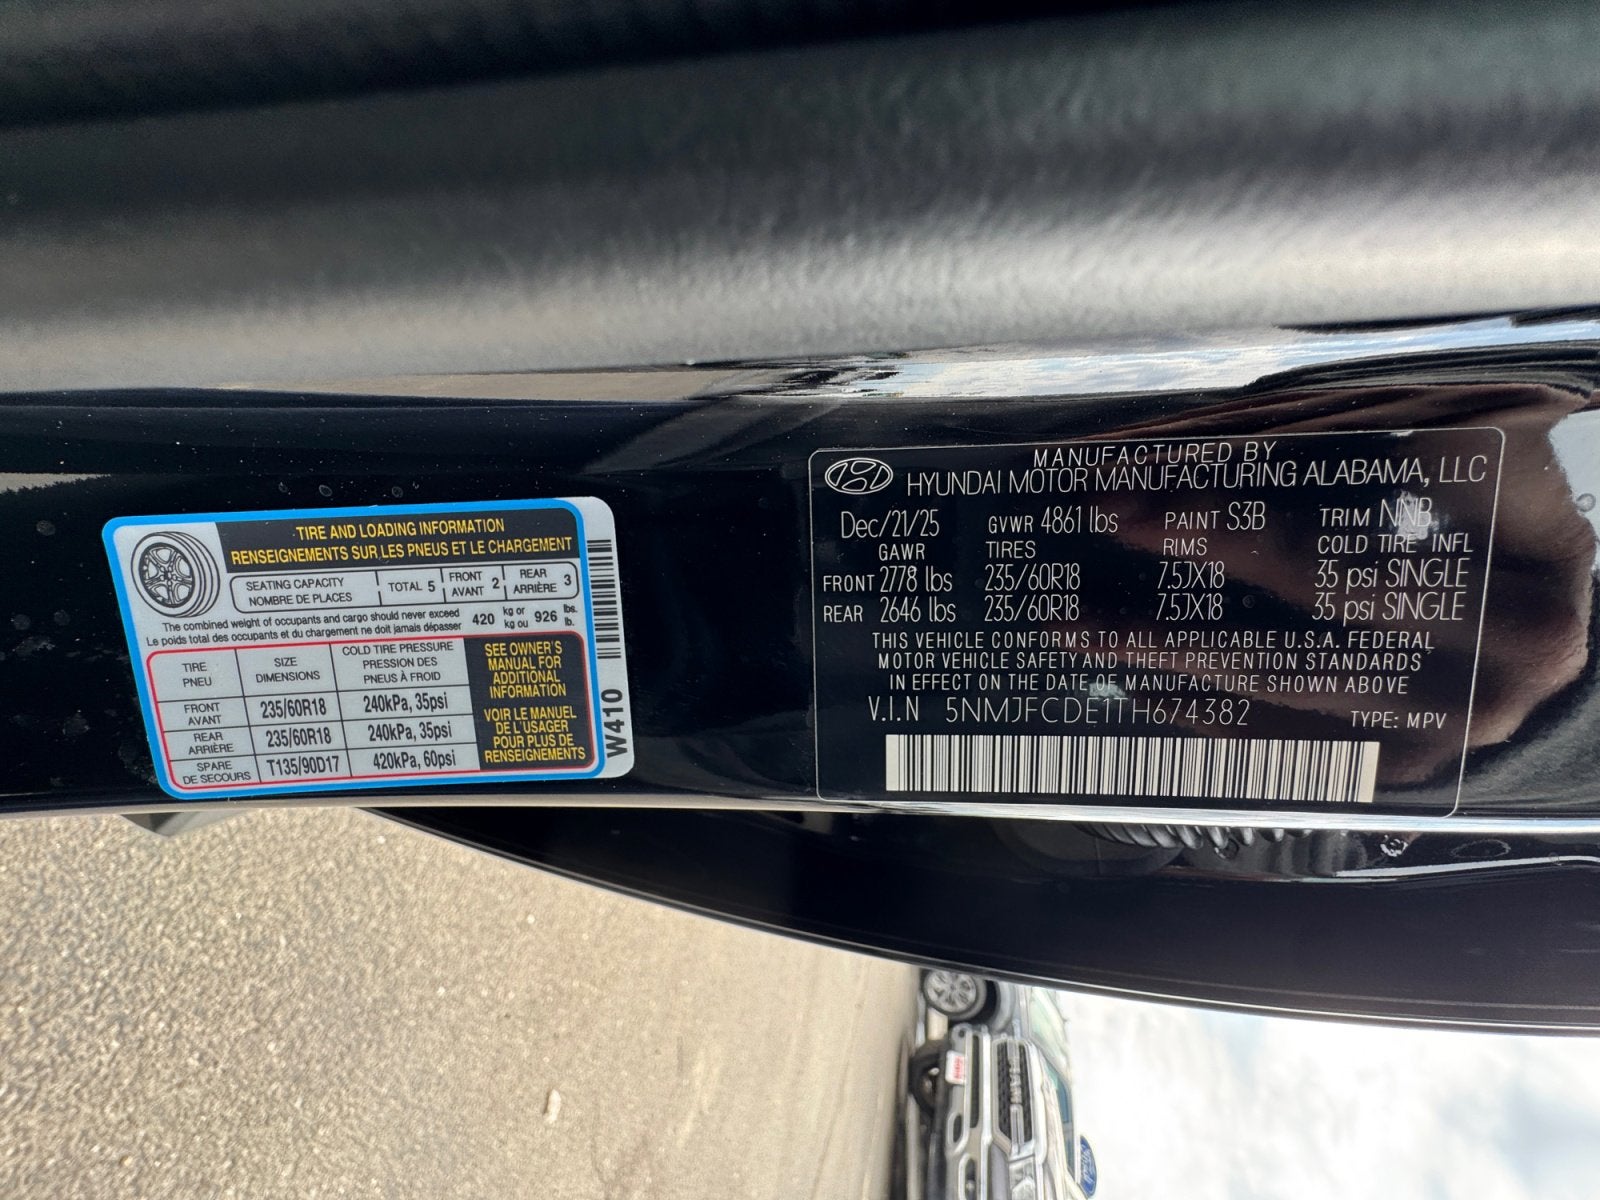 TIRE AND LOADING INFORMATION
RENSEIGNEMENTS SUR LES PNEUS ET LE CHARGEMENT
SEATING CAPACITY
NOMBRE DE PLACES
TOTAL 5
FRONT
AVANT
2
REAR
ARRIÈRE
3
The combined weight of occupants and cargo should never exceed
Le poids total des occupants et du chargement ne doit jamais dépasser
420
kg or
kg ou
926
lbs.
lb.
TIRE
PNEU
SIZE
DIMENSIONS
COLD TIRE PRESSURE
PRESSION DES
PNEUS À FROID
FRONT
AVANT
235/60R18
240kPa, 35psi
REAR
ARRIÈRE
235/60R18
240kPa, 35psi
SPARE
DE SECOURS
T135/90D17
420kPa, 60psi
SEE OWNER'S
MANUAL FOR
ADDITIONAL
INFORMATION
VOIR LE MANUEL
DE L'USAGER
POUR PLUS DE
RENSEIGNEMENTS
W410
MANUFACTURED BY
HYUNDAI MOTOR MANUFACTURING ALABAMA, LLC
Dec/21/25 GVWR 4861 lbs PAINT S3B TRIM NNB
GAWR TIRES RIMS COLD TIRE INFL
FRONT 2778 lbs 235/60R18 7.5JX18 35 psi SINGLE
REAR 2646 lbs 235/60R18 7.5JX18 35 psi SINGLE
THIS VEHICLE CONFORMS TO ALL APPLICABLE U.S.A. FEDERAL
MOTOR VEHICLE SAFETY AND THEFT PREVENTION STANDARDS
IN EFFECT ON THE DATE OF MANUFACTURE SHOWN ABOVE
V.I.N 5NMJFCDE1TH674382 TYPE: MPV